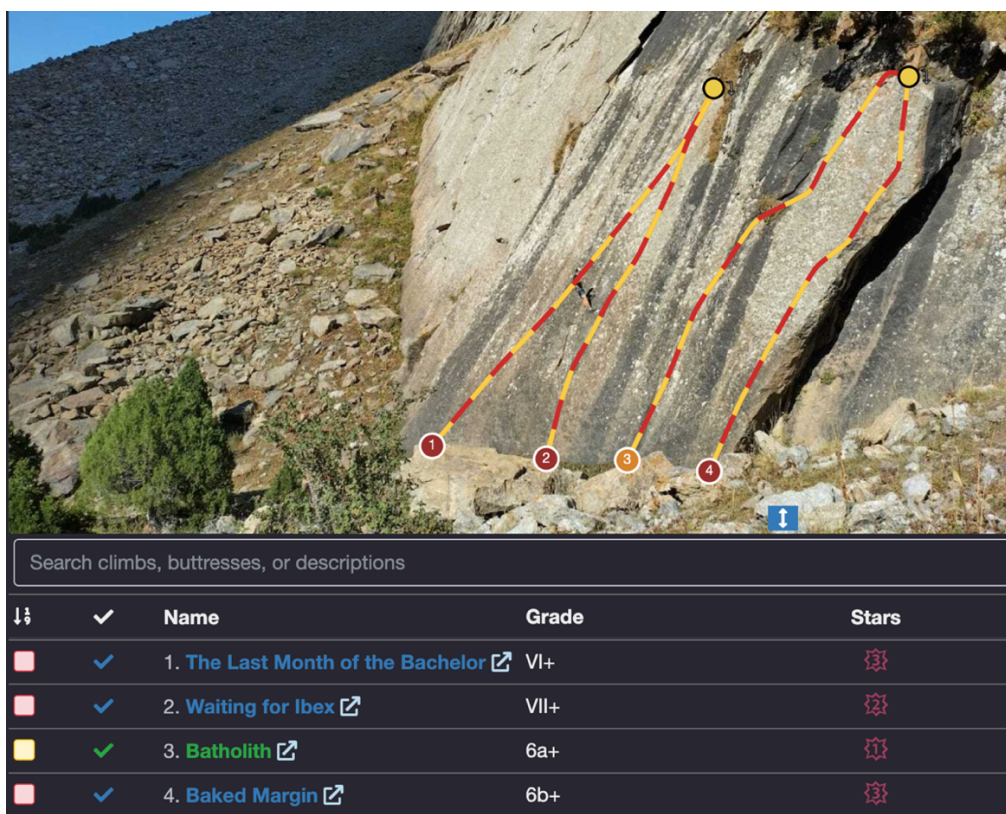 1
2
3
4
Search climbs, buttresses, or descriptions
Name Grade Stars
1. The Last Month of the Bachelor VI+ 3
2. Waiting for Ibex VII+ 2
3. Batholith 6a+ 1
4. Baked Margin 6b+ 3